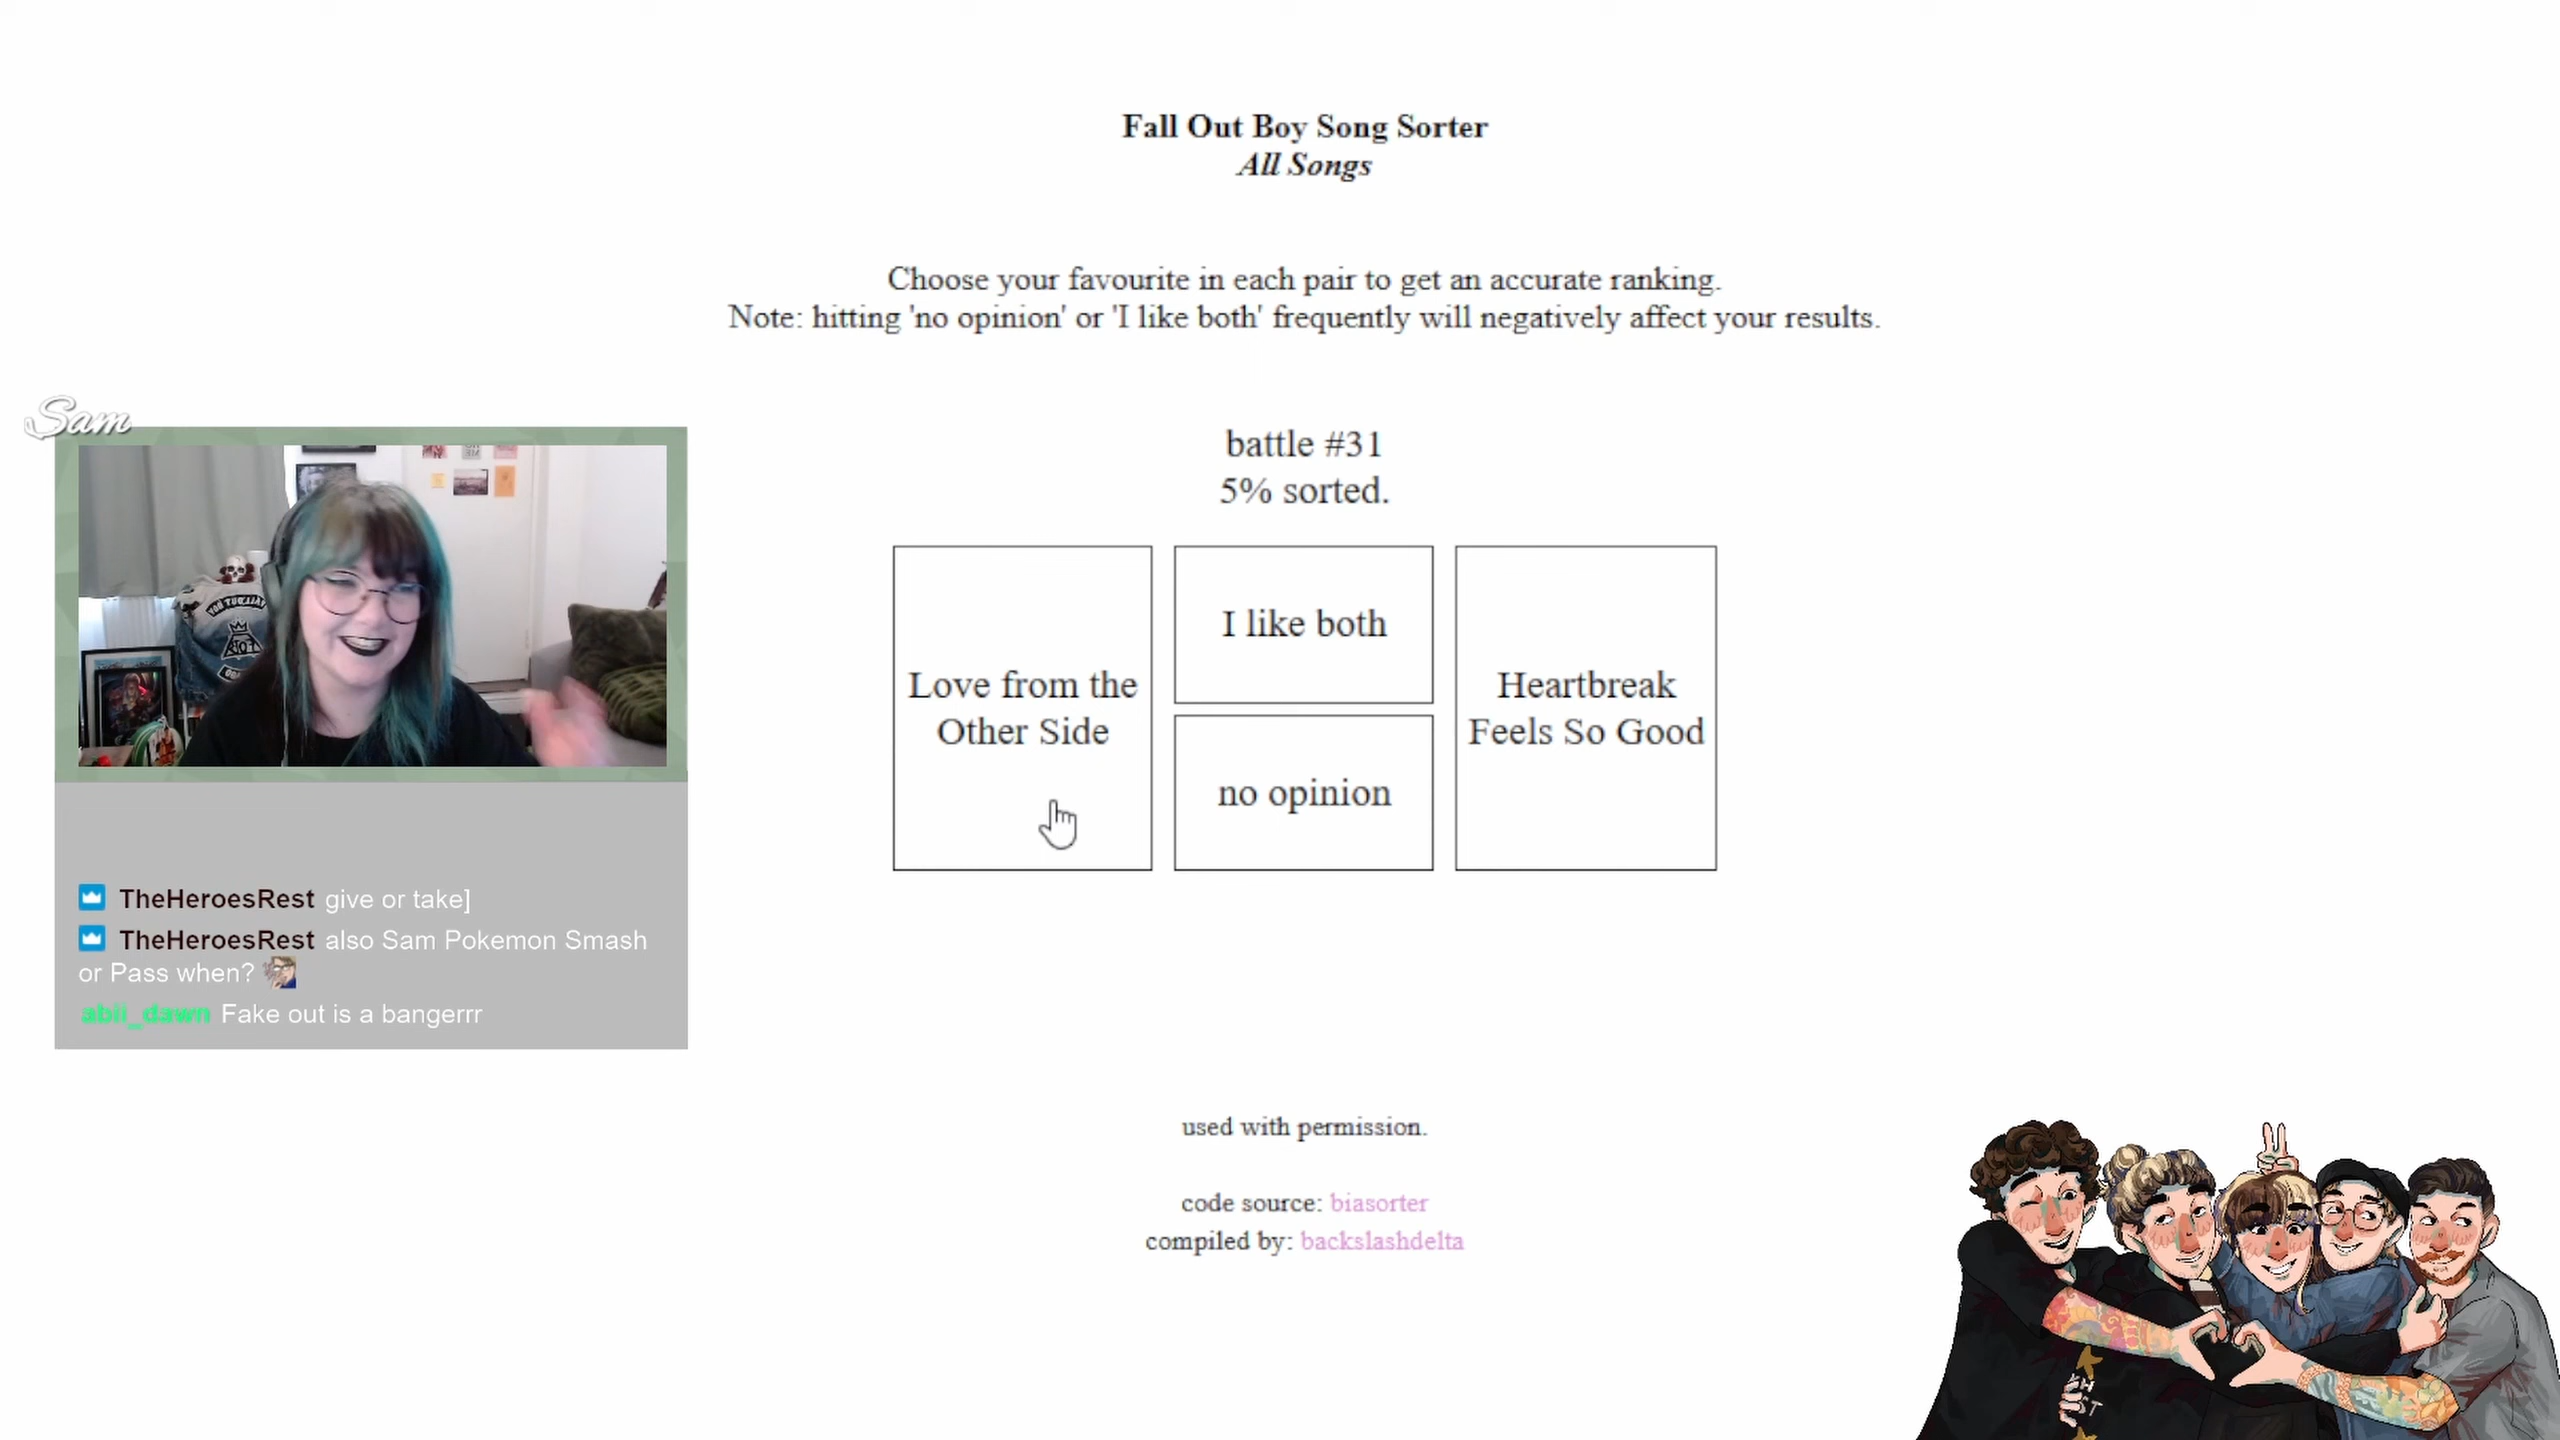 Fall Out Boy Song Sorter
All Songs
Choose your favourite in each pair to get an accurate ranking.
Note: hitting 'no opinion' or 'I like both' frequently will negatively affect your results.
Sam
battle #31
5% sorted.
Love from the
Other Side
I like both
no opinion
Heartbreak
Feels So Good
TheHeroesRest give or take]
TheHeroesRest also Sam Pokemon Smash
or Pass when?
abii_dawn Fake out is a bangerrr
used with permission.
code source: biasorter
compiled by: backslashdelta